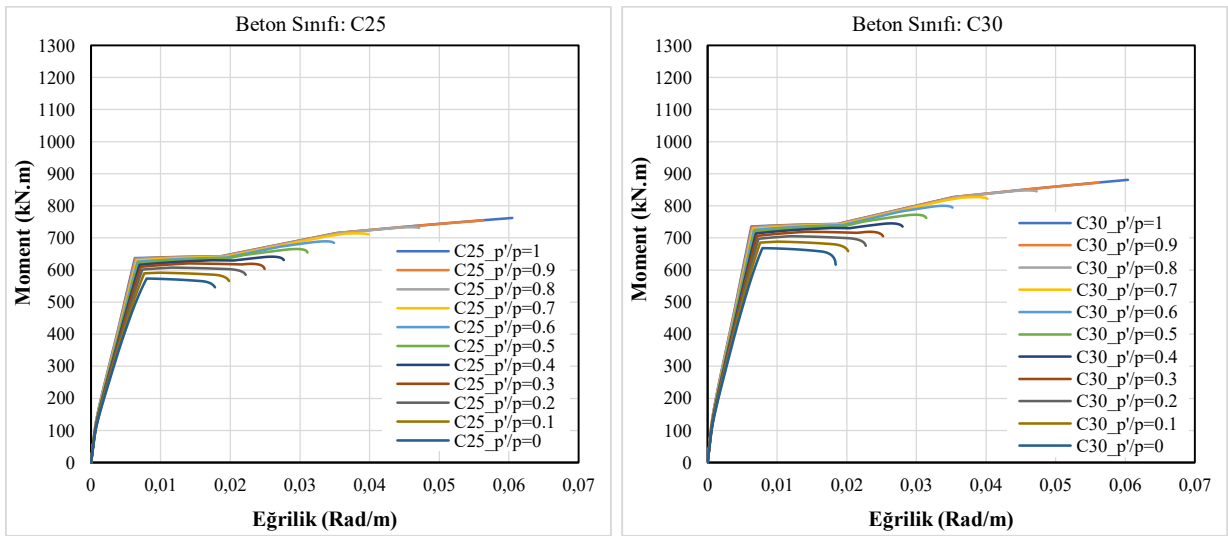 Beton Sınıfı: C25
1300
1200
1100
1000
900
800
700
600
500
400
300
200
100
0
Moment (kN.m)
0 0,01 0,02 0,03 0,04 0,05 0,06 0,07
Eğrilik (Rad/m)
C25_p'/p=1
C25_p'/p=0.9
C25_p'/p=0.8
C25_p'/p=0.7
C25_p'/p=0.6
C25_p'/p=0.5
C25_p'/p=0.4
C25_p'/p=0.3
C25_p'/p=0.2
C25_p'/p=0.1
C25_p'/p=0
Beton Sınıfı: C30
1300
1200
1100
1000
900
800
700
600
500
400
300
200
100
0
Moment (kN.m)
0 0,01 0,02 0,03 0,04 0,05 0,06 0,07
Eğrilik (Rad/m)
C30_p'/p=1
C30_p'/p=0.9
C30_p'/p=0.8
C30_p'/p=0.7
C30_p'/p=0.6
C30_p'/p=0.5
C30_p'/p=0.4
C30_p'/p=0.3
C30_p'/p=0.2
C30_p'/p=0.1
C30_p'/p=0